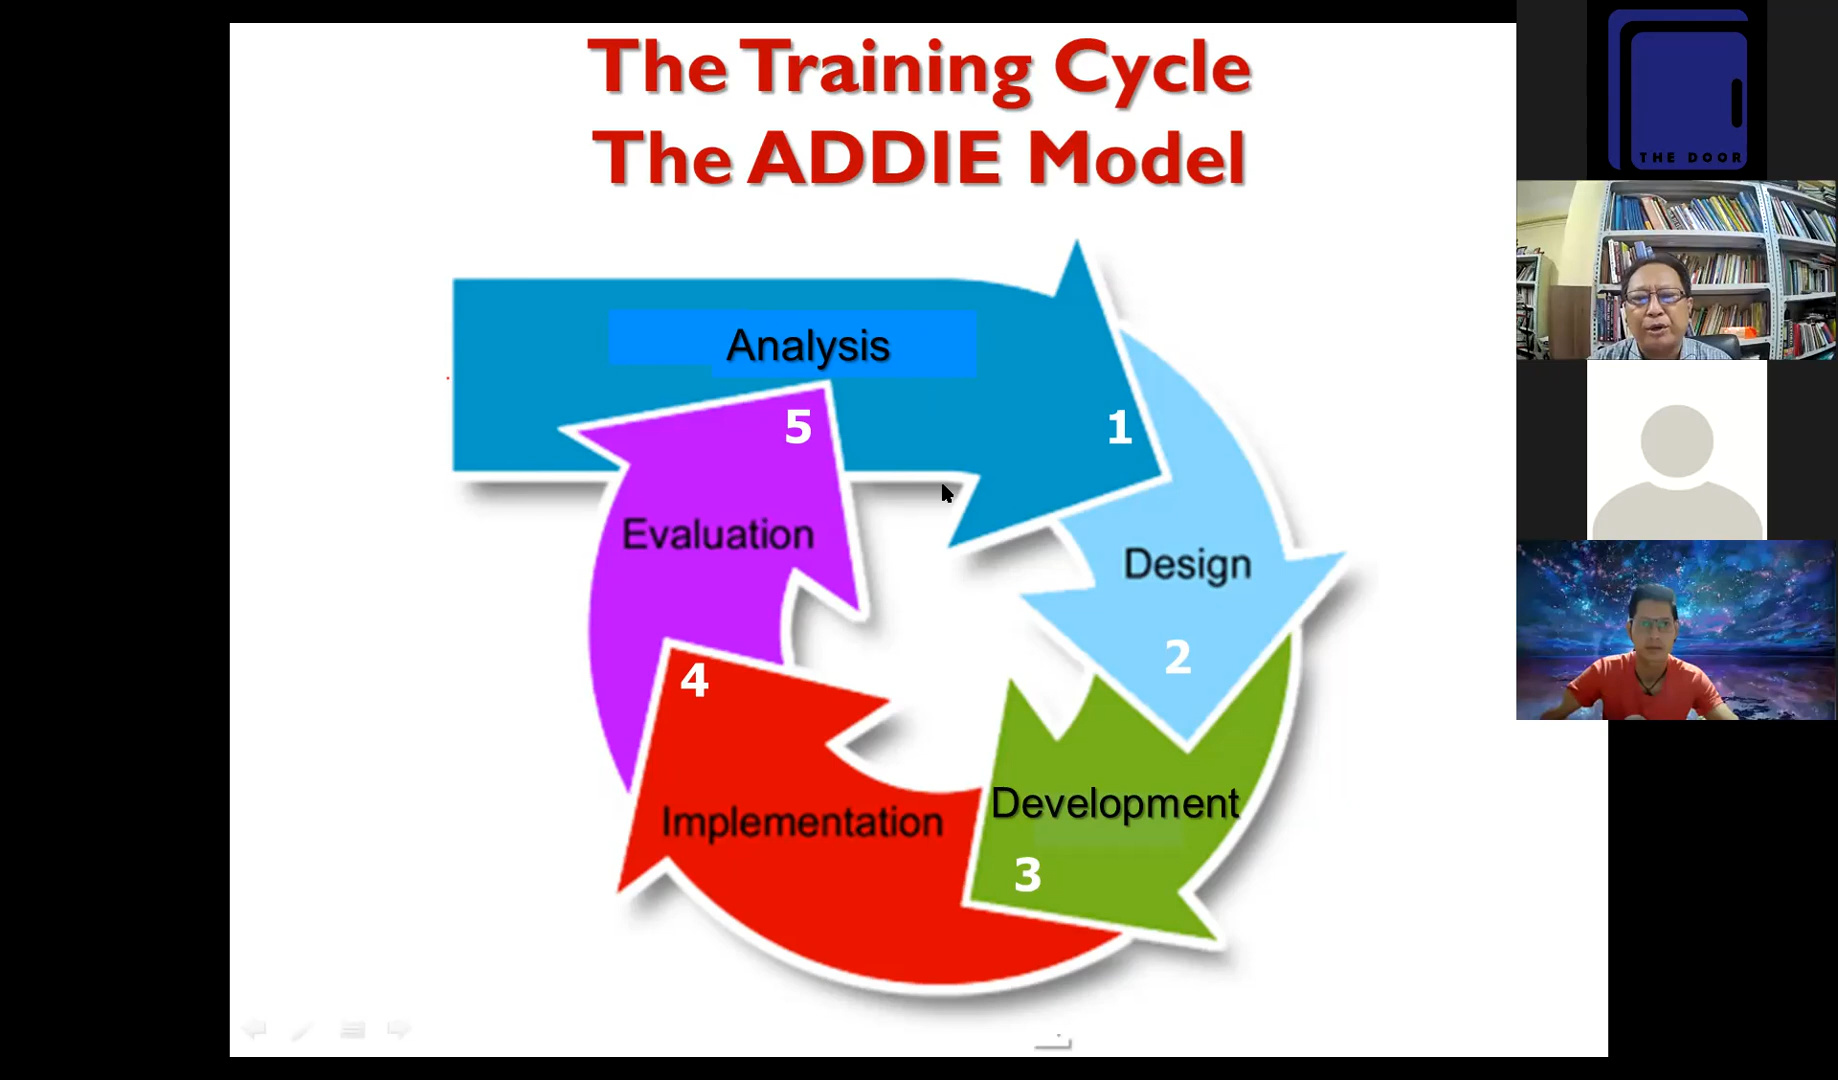 The Training Cycle
The ADDIE Model
THE DOOR
Analysis
5
1
Evaluation
Design
2
4
Implementation
Development
3